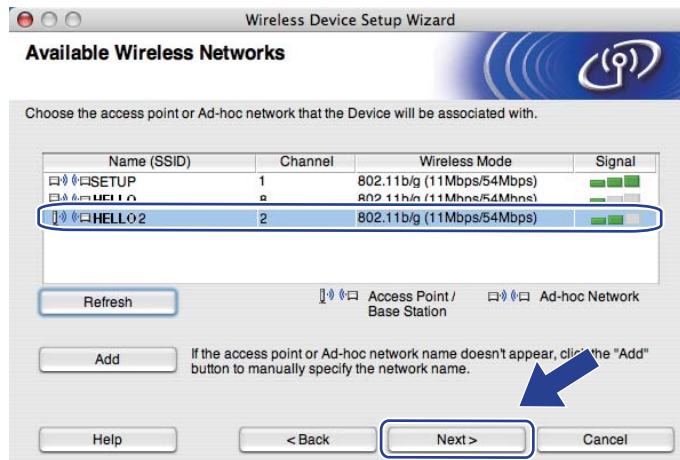 Wireless Device Setup Wizard
Available Wireless Networks
Choose the access point or Ad-hoc network that the Device will be associated with.
Name (SSID) Channel Wireless Mode Signal
SETUP 1 802.11b/g (11Mbps/54Mbps)
HELLO 8 802.11b/g (11Mbps/54Mbps)
HELLO2 2 802.11b/g (11Mbps/54Mbps)
Refresh
Access Point / Ad-hoc Network
Base Station
Add
If the access point or Ad-hoc network name doesn't appear, click the "Add"
button to manually specify the network name.
Help < Back Next > Cancel